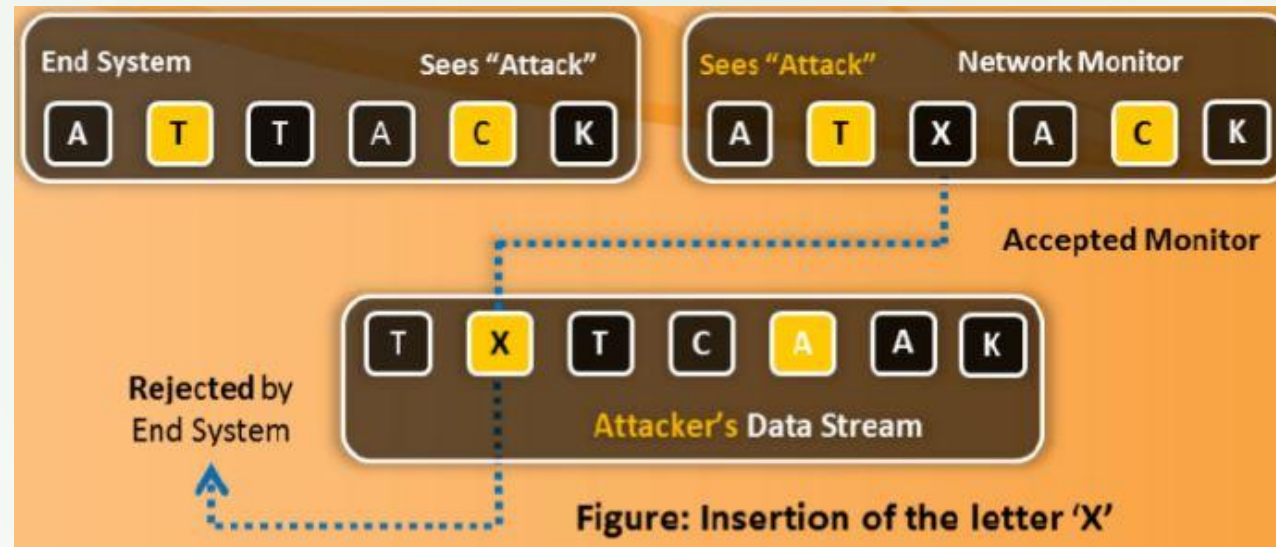 End System Sees "Attack"
A T T A C K
Sees "Attack" Network Monitor
A T X A C K
Accepted Monitor
T X T C A A K
Rejected by
End System
Attacker's Data Stream
Figure: Insertion of the letter 'X'